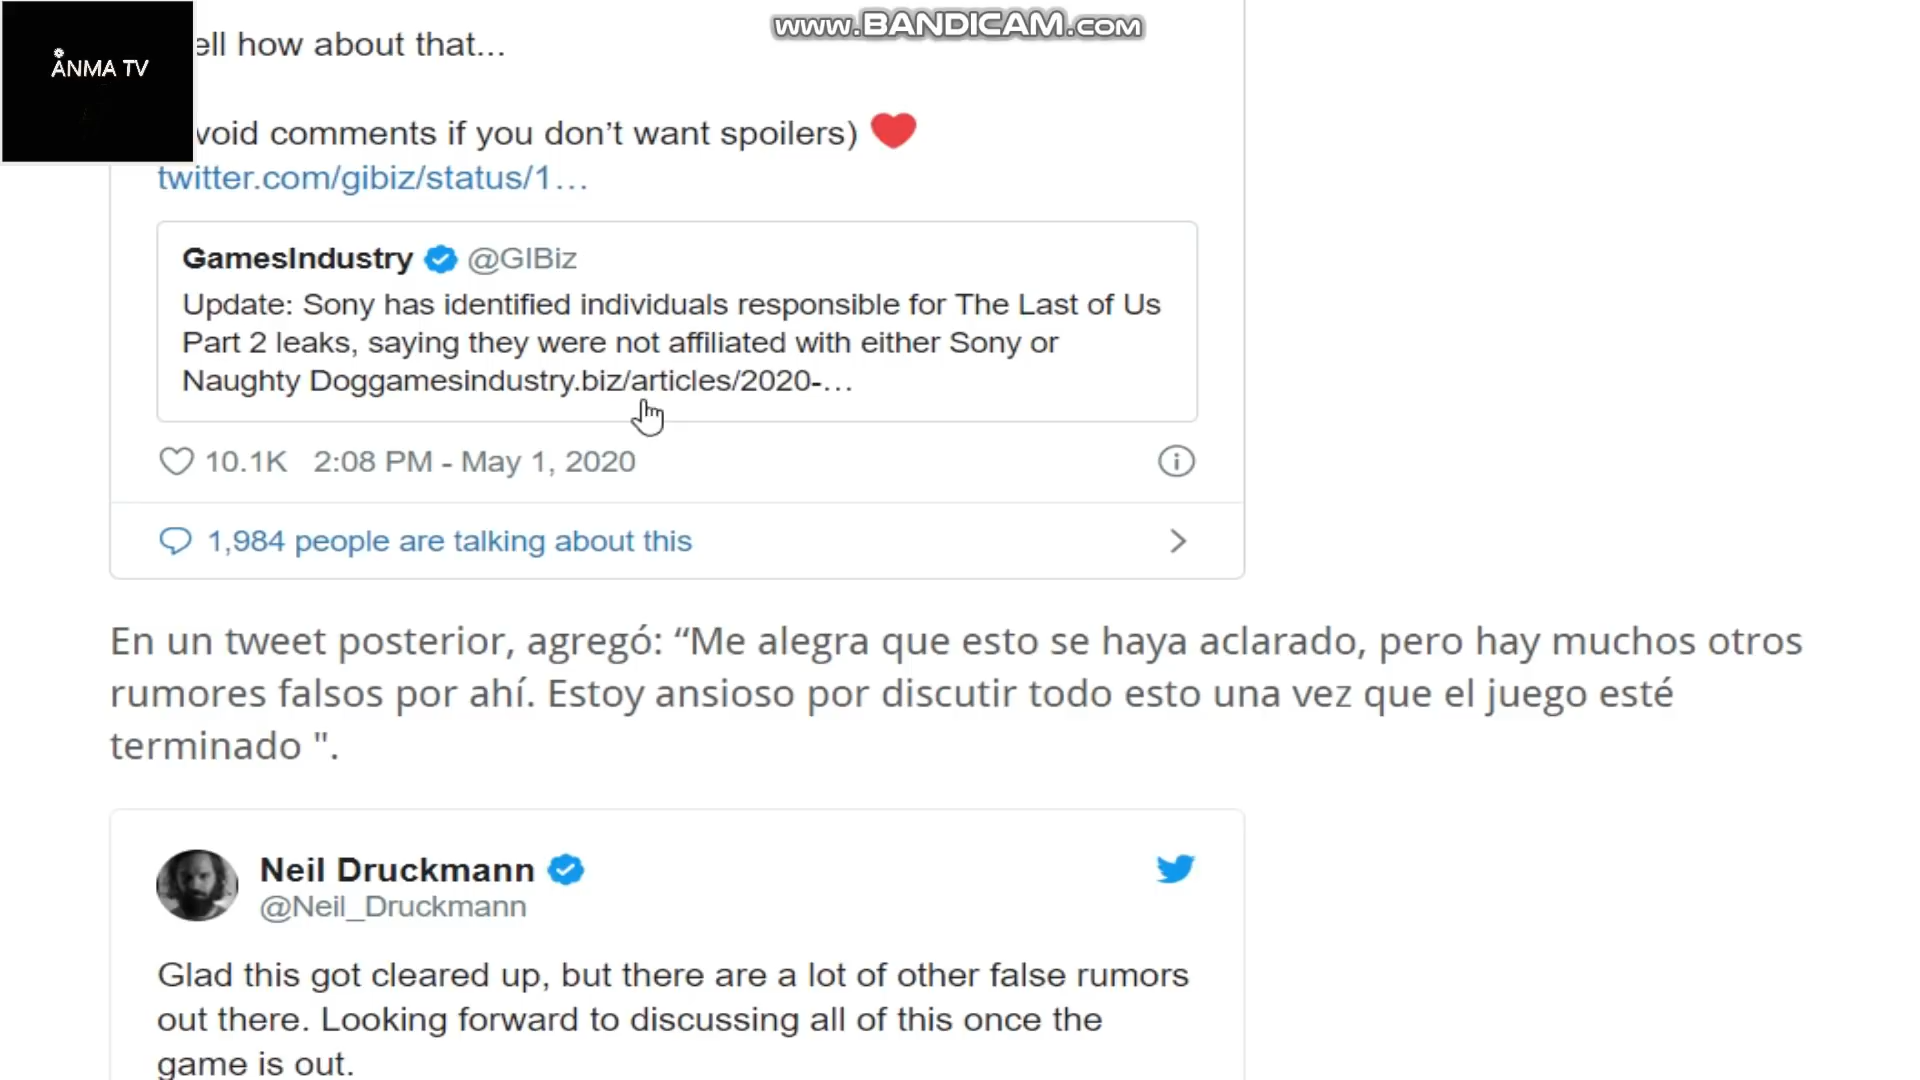 www.BANDICAM.com
ANMA TV
ell how about that...
void comments if you don’t want spoilers) ❤
twitter.com/gibiz/status/1…
GamesIndustry @GIBiz
Update: Sony has identified individuals responsible for The Last of Us
Part 2 leaks, saying they were not affiliated with either Sony or
Naughty Doggamesindustry.biz/articles/2020-…
10.1K 2:08 PM - May 1, 2020
1,984 people are talking about this
En un tweet posterior, agregó: “Me alegra que esto se haya aclarado, pero hay muchos otros
rumores falsos por ahí. Estoy ansioso por discutir todo esto una vez que el juego esté
terminado ".
Neil Druckmann
@Neil_Druckmann
Glad this got cleared up, but there are a lot of other false rumors
out there. Looking forward to discussing all of this once the
game is out.